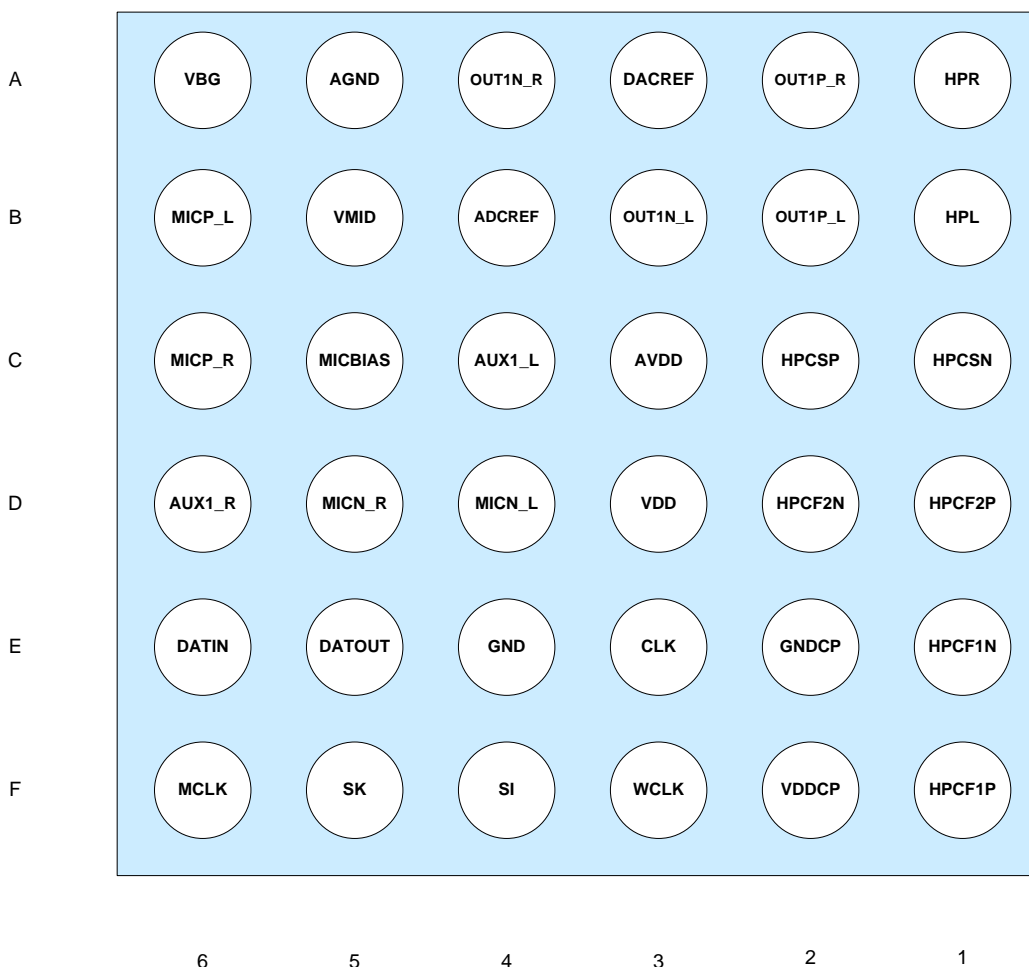 A VBG AGND OUT1N_R DACREF OUT1P_R HPR
B MICP_L VMID ADCREF OUT1N_L OUT1P_L HPL
C MICP_R MICBIAS AUX1_L AVDD HPCSP HPCSN
D AUX1_R MICN_R MICN_L VDD HPCF2N HPCF2P
E DATIN DATOUT GND CLK GNDCP HPCF1N
F MCLK SK SI WCLK VDDCP HPCF1P
6 5 4 3 2 1